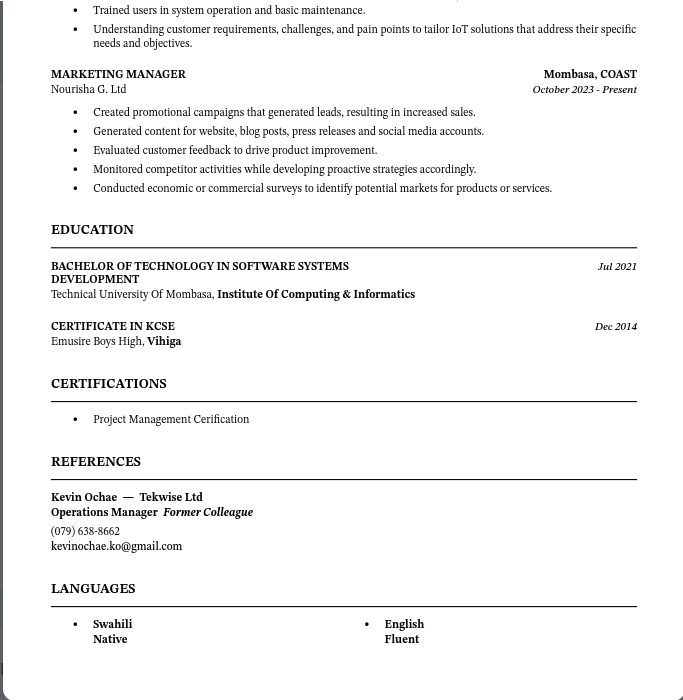 • Trained users in system operation and basic maintenance.
• Understanding customer requirements, challenges, and pain points to tailor IoT solutions that address their specific
needs and objectives.
MARKETING MANAGER Mombasa, COAST
Nourisha G. Ltd October 2023 - Present
• Created promotional campaigns that generated leads, resulting in increased sales.
• Generated content for website, blog posts, press releases and social media accounts.
• Evaluated customer feedback to drive product improvement.
• Monitored competitor activities while developing proactive strategies accordingly.
• Conducted economic or commercial surveys to identify potential markets for products or services.
EDUCATION
BACHELOR OF TECHNOLOGY IN SOFTWARE SYSTEMS Jul 2021
DEVELOPMENT
Technical University Of Mombasa, Institute Of Computing & Informatics
CERTIFICATE IN KCSE Dec 2014
Emusire Boys High, Vihiga
CERTIFICATIONS
• Project Management Cerification
REFERENCES
Kevin Ochae — Tekwise Ltd
Operations Manager Former Colleague
(079) 638-8662
kevinochae.ko@gmail.com
LANGUAGES
• Swahili • English
Native Fluent